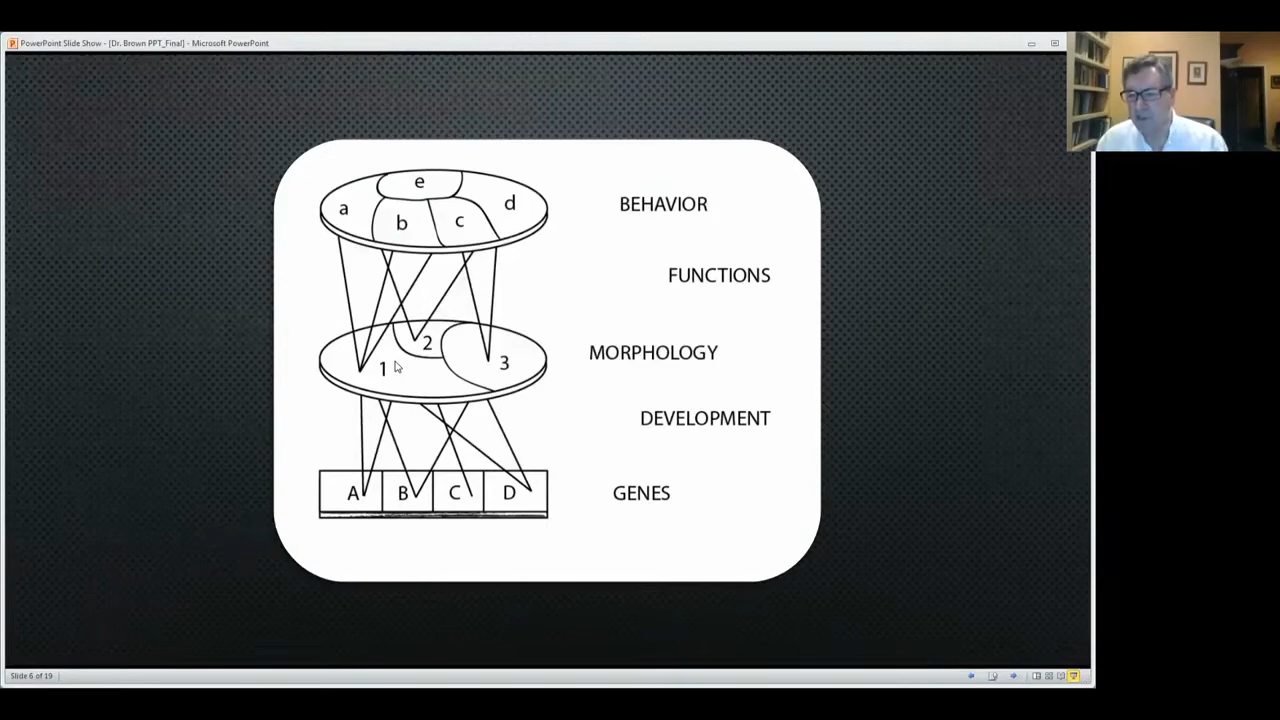 PowerPoint Slide Show - [Dr. Brown PPT_Final] - Microsoft PowerPoint
e
a
b
c
d
BEHAVIOR
FUNCTIONS
1
2
3
MORPHOLOGY
DEVELOPMENT
A B C D
GENES
Slide 6 of 19